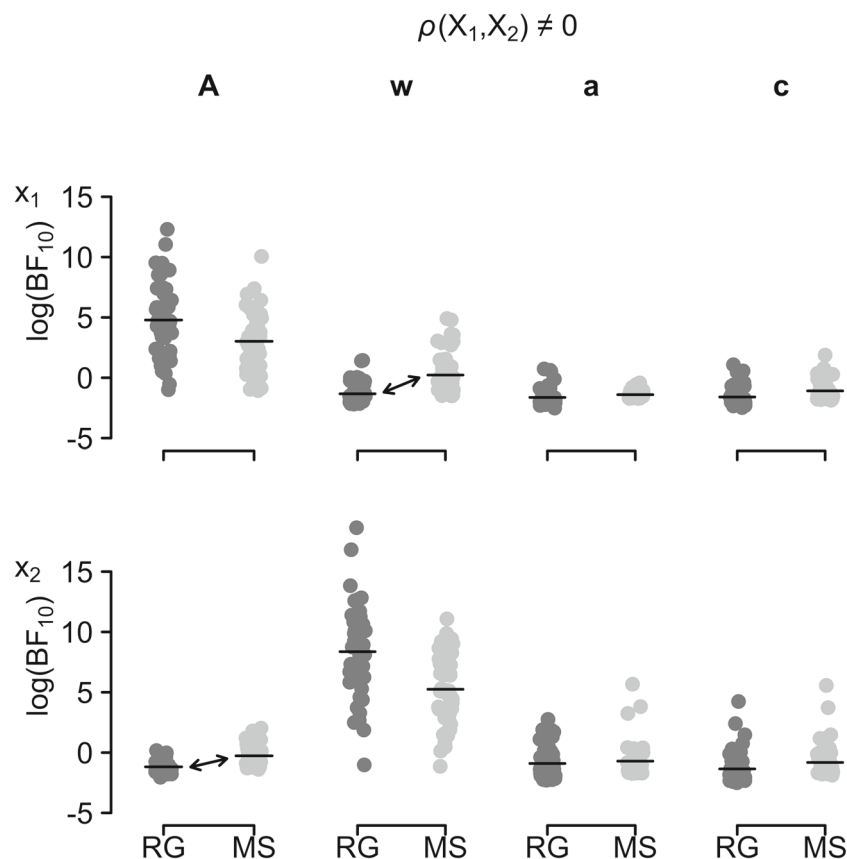 ρ(X₁,X₂) ≠ 0
A w a c
x₁
log(BF₁₀)
15
10
5
0
-5
x₂
log(BF₁₀)
15
10
5
0
-5
RG MS RG MS RG MS RG MS